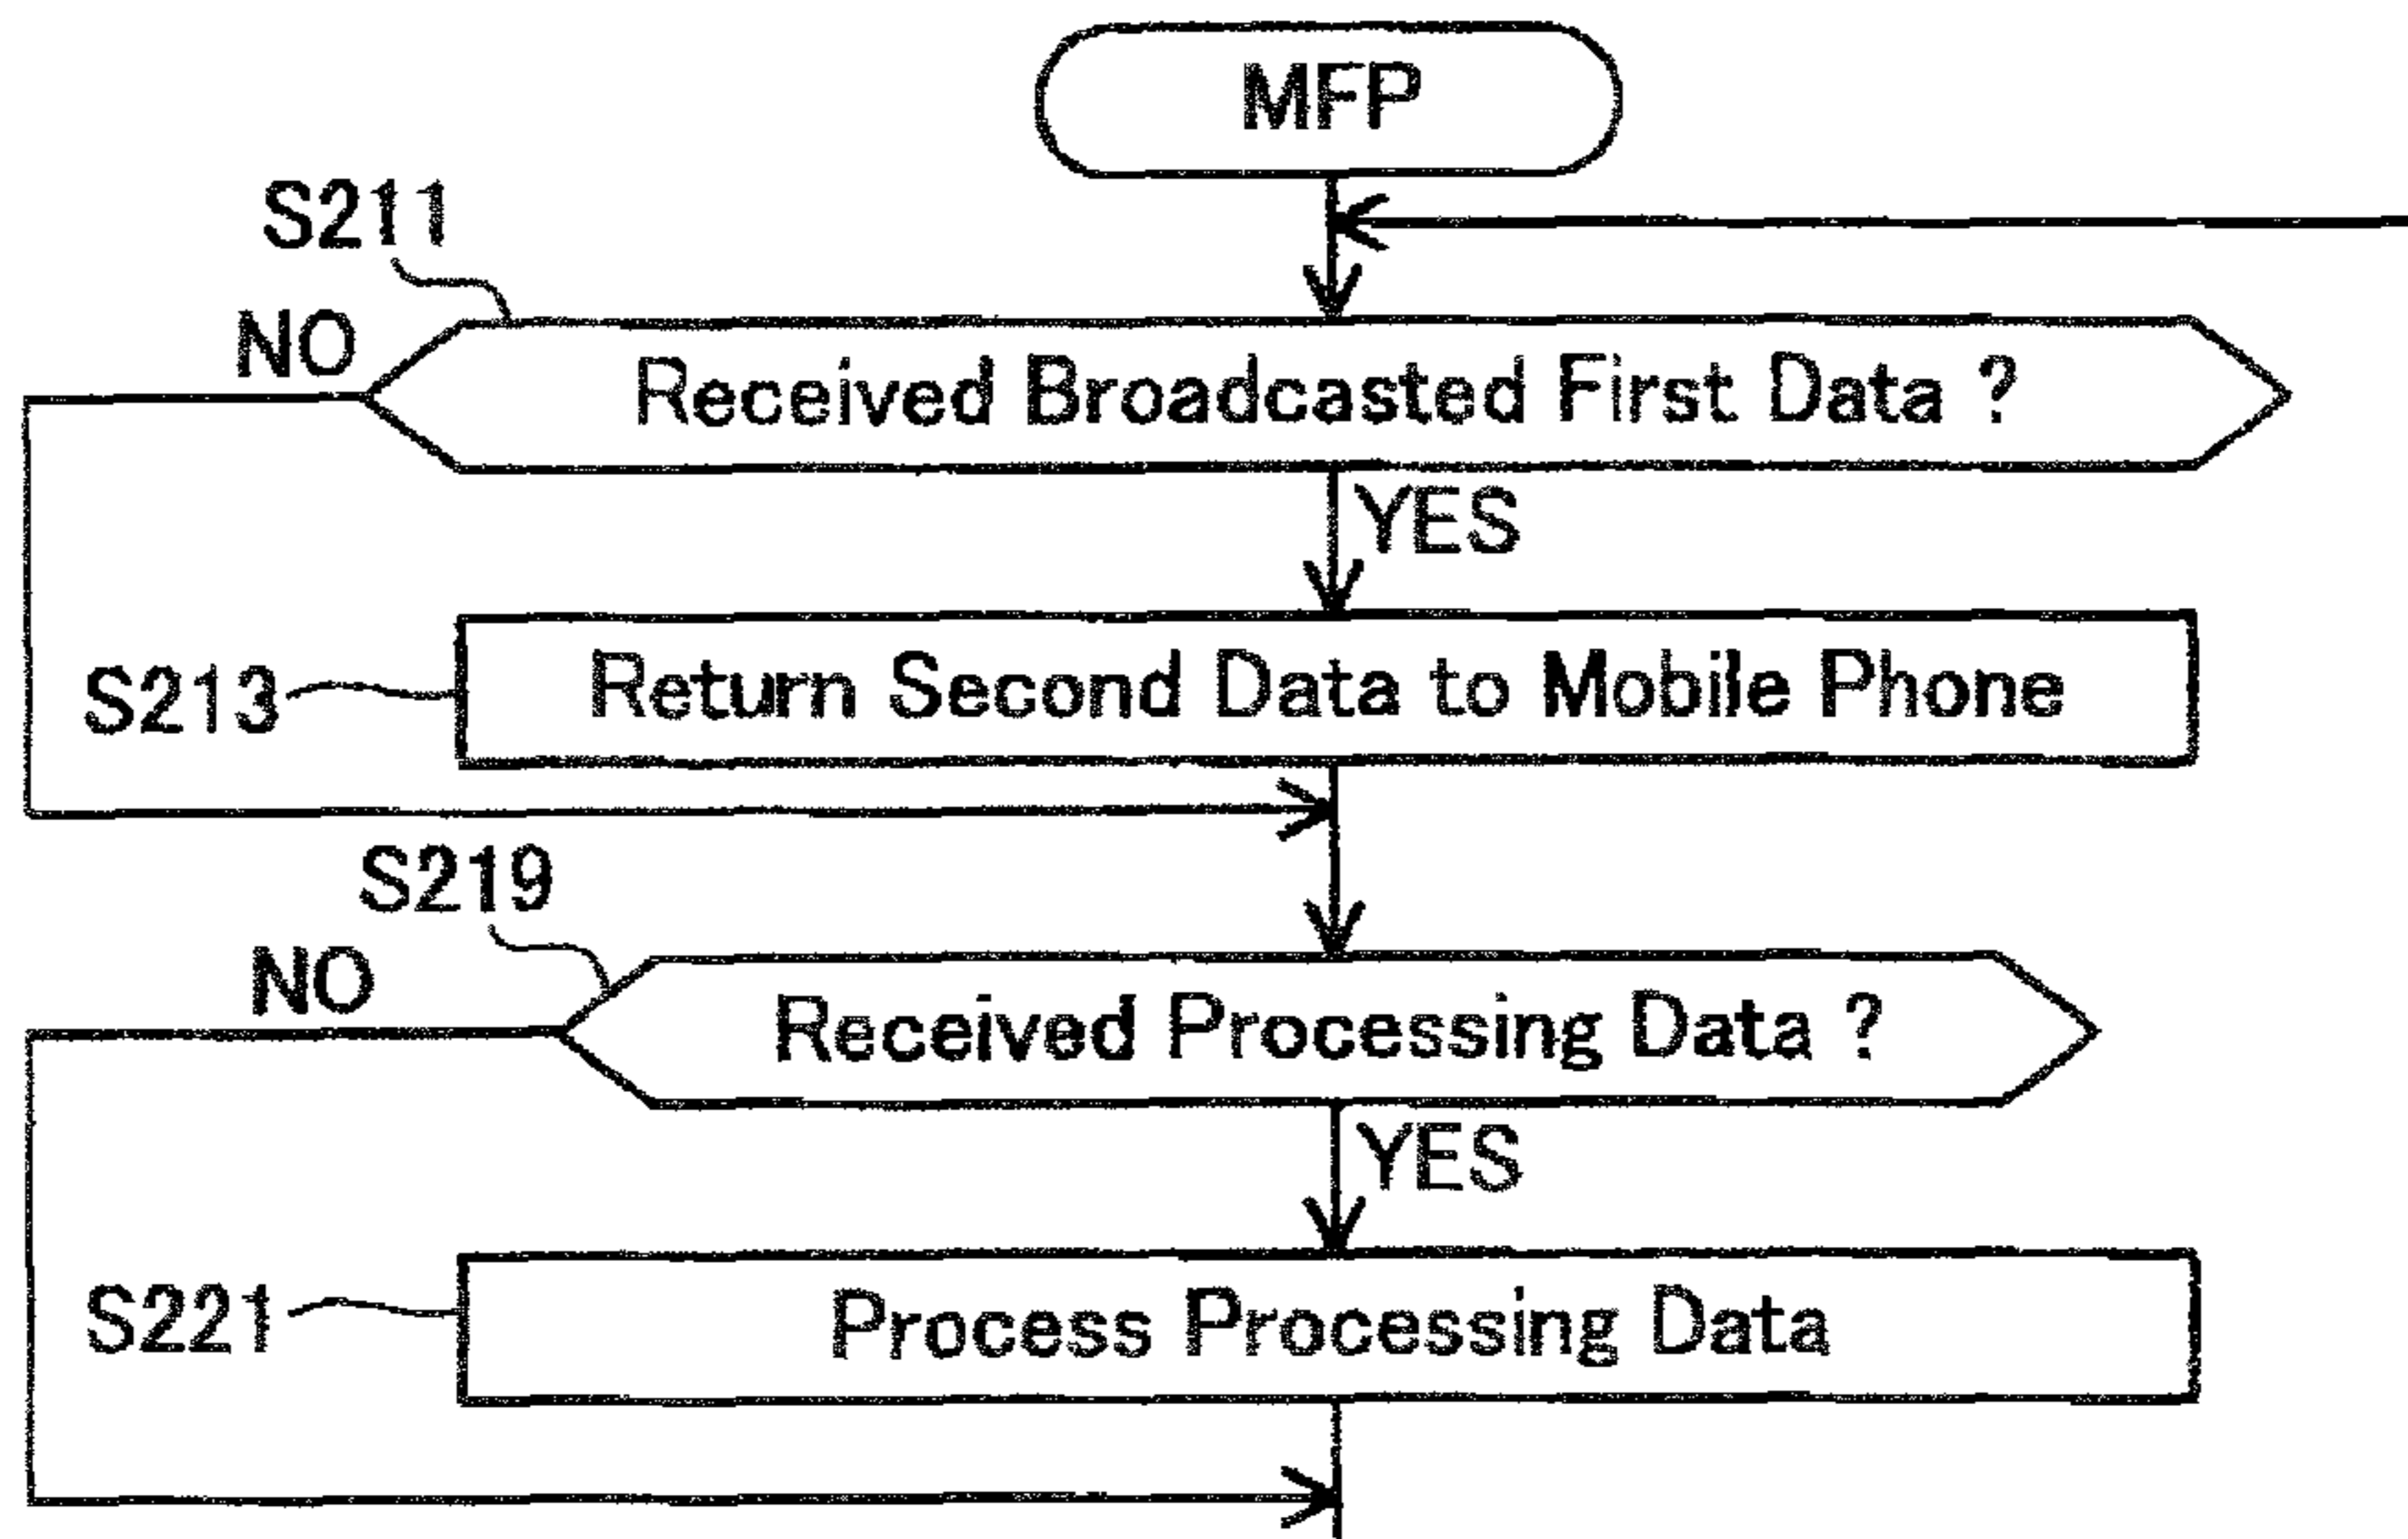 MFP
S211
NO
Received Broadcasted First Data ?
YES
S213
Return Second Data to Mobile Phone
S219
NO
Received Processing Data ?
YES
S221
Process Processing Data